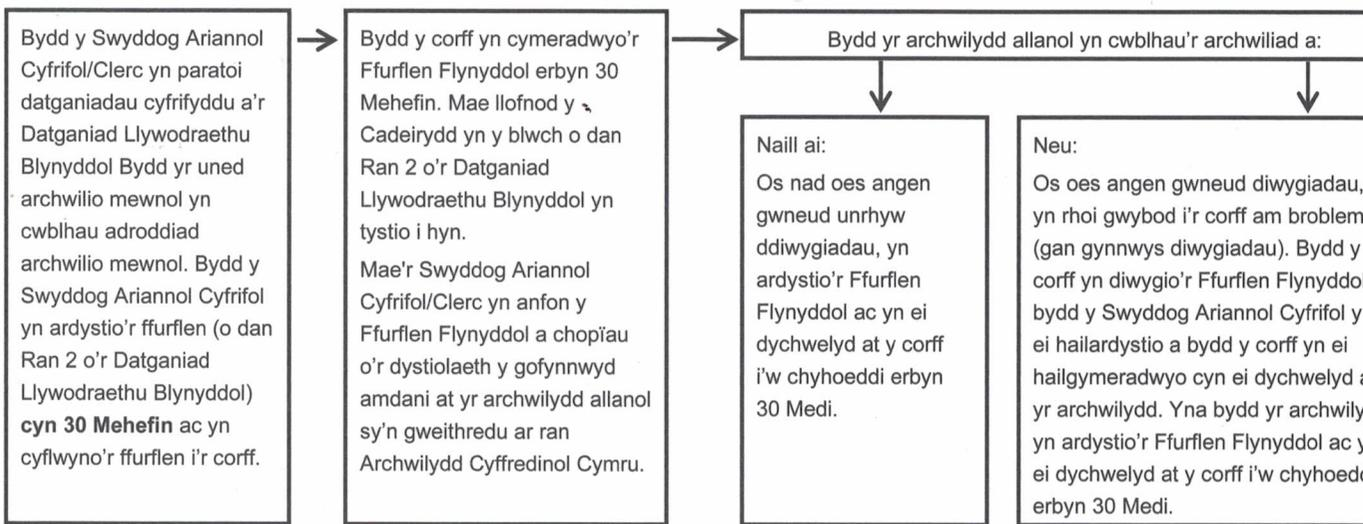 Bydd y Swyddog Ariannol
Cyfrifol/Clerc yn paratoi
datganiadau cyfrifyddu a'r
Datganiad Llywodraethu
Blynyddol Bydd yr uned
archwilio mewnol yn
cwblhau adroddiad
archwilio mewnol. Bydd y
Swyddog Ariannol Cyfrifol
yn ardystio'r ffurflen (o dan
Ran 2 o'r Datganiad
Llywodraethu Blynyddol)
cyn 30 Mehefin ac yn
cyflwyno'r ffurflen i'r corff.
Bydd y corff yn cymeradwyo'r
Ffurflen Flynyddol erbyn 30
Mehefin. Mae llofnod y
Cadeirydd yn y blwch o dan
Ran 2 o'r Datganiad
Llywodraethu Blynyddol yn
tystio i hyn.
Mae'r Swyddog Ariannol
Cyfrifol/Clerc yn anfon y
Ffurflen Flynyddol a chopïau
o'r dystiolaeth y gofynnwyd
amdani at yr archwilydd allanol
sy'n gweithredu ar ran
Archwilydd Cyffredinol Cymru.
Bydd yr archwilydd allanol yn cwblhau'r archwiliad a:
Naill ai:
Os nad oes angen
gwneud unrhyw
ddiwygiadau, yn
ardystio'r Ffurflen
Flynyddol ac yn ei
dychwelyd at y corff
i'w chyhoeddi erbyn
30 Medi.
Neu:
Os oes angen gwneud diwygiadau,
yn rhoi gwybod i'r corff am
(gan gynnwys diwygiadau). Bydd y
corff yn diwygio'r Ffurflen
bydd y Swyddog Ariannol Cyfrifol
ei hailardystio a bydd y corff yn ei
hailgymeradwyo cyn ei dychwelyd
yr archwilydd. Yna bydd yr
yn ardystio'r Ffurflen Flynyddol ac
ei dychwelyd at y corff i'w
erbyn 30 Medi.